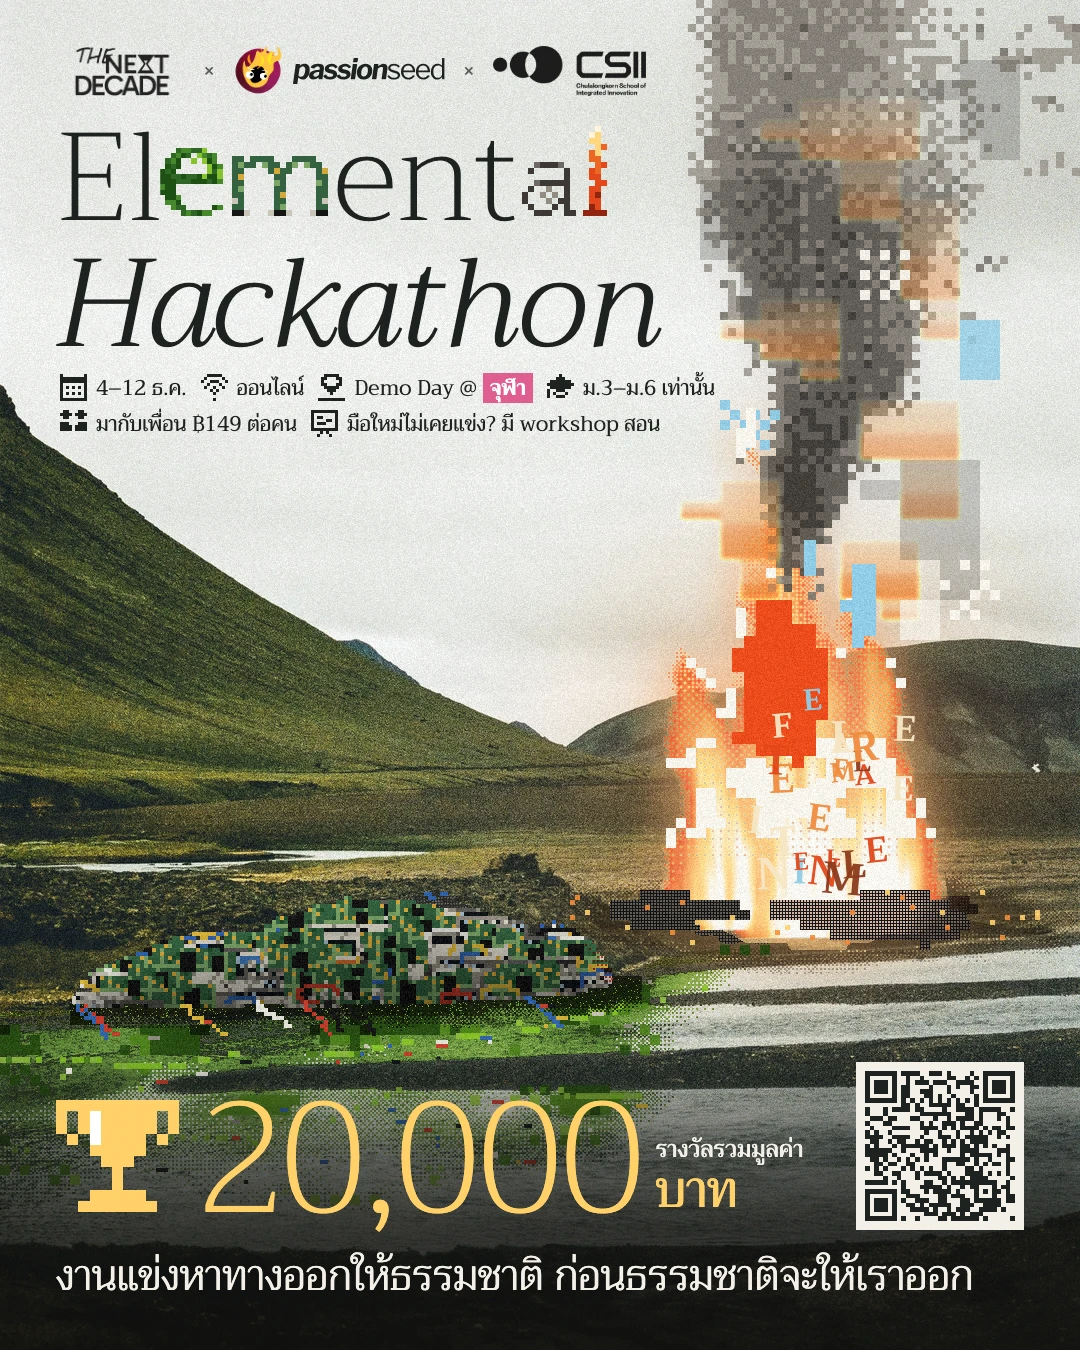 THE NEXT DECADE × passionseed × CSII
Chulalongkorn School of
Integrated Innovation
Elemental
Hackathon
4–12 ธ.ค. ออนไลน์ Demo Day @ จุฬา ม.3–ม.6 เท่านั้น
มากับเพื่อน ฿149 ต่อคน มือใหม่ไม่เคยแข่ง? มี workshop สอน
E
F
E
R
E
M
A
E
E
E
N
E
N
E
M
20,000 รางวัลรวมมูลค่า
บาท
งานแข่งหาทางออกให้ธรรมชาติ ก่อนธรรมชาติจะให้เราออก